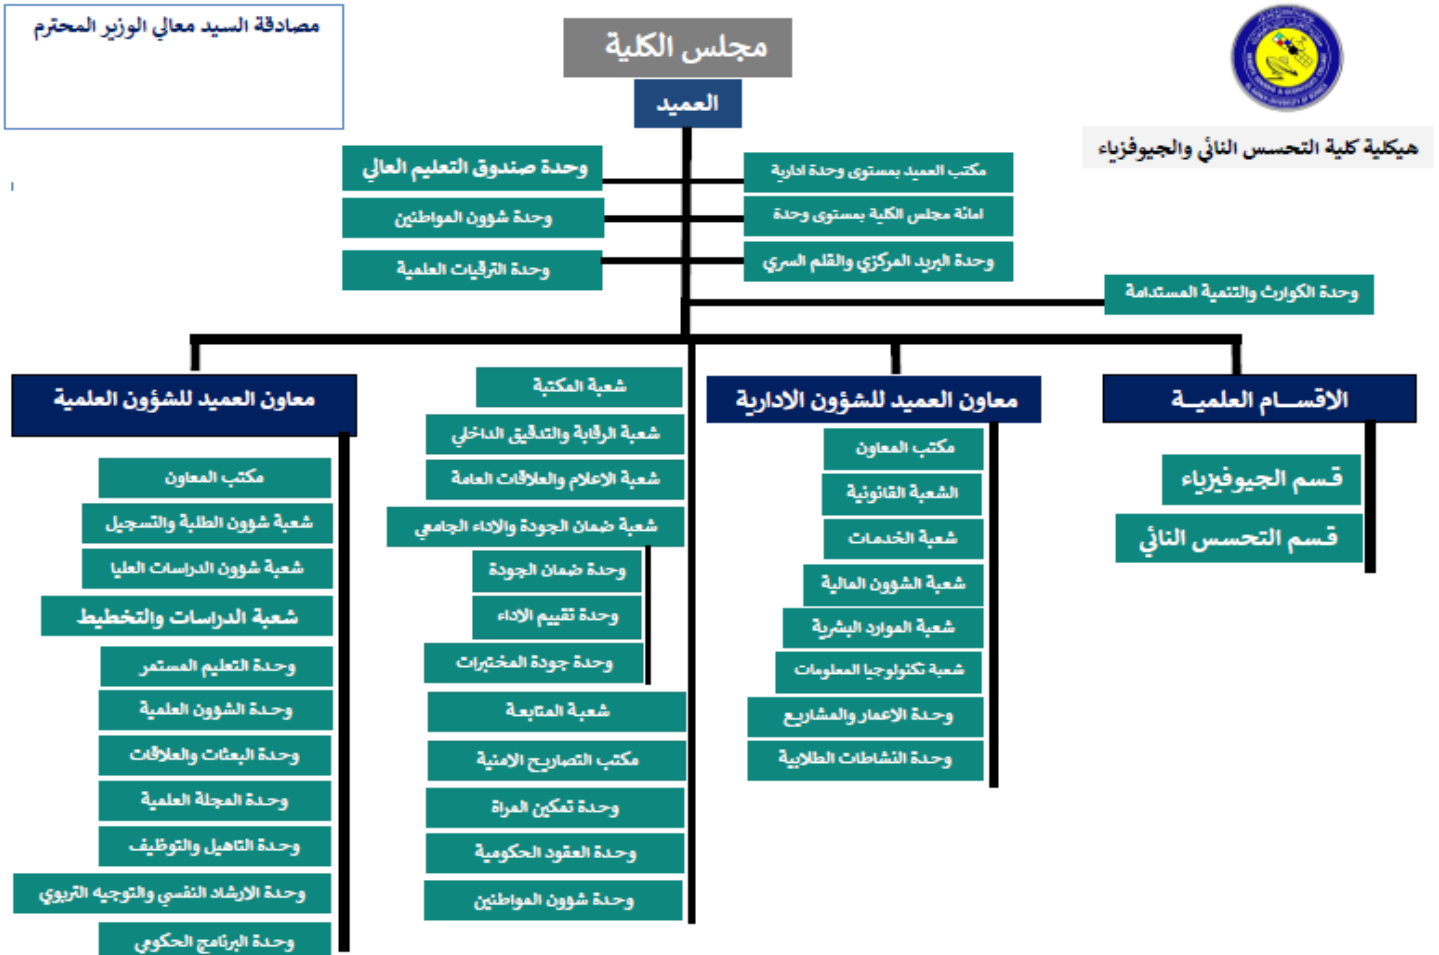 مصادقة السيد معالي الوزير المحترم
مجلس الكلية
العميد
هيكلية كلية التحسس النائي والجيوفزياء
مكتب العميد بمستوى وحدة ادارية
وحدة صندوق التعليم العالي
امانة مجلس الكلية بمستوى وحدة
وحدة شؤون المواطنين
وحدة البريد المركزي والقلم السري
وحدة الترقيات العلمية
وحدة الكوارث والتنمية المستدامة
الاقســـام العلميــة
قسم الجيوفيزياء
قسم التحسس النائي
معاون العميد للشؤون الادارية
مكتب المعاون
الشعبة القانونية
شعبة الخدمات
شعبة الشوون المالية
شعبة الموارد البشرية
شعبة تكنولوجيا المعلومات
وحدة الاعمار والمشاريع
وحدة النشاطات الطلابية
شعبة المكتبة
شعبة الرقابة والتدقيق الداخلي
شعبة الاعلام والعلاقات العامة
شعبة ضمان الجودة والاداء الجامعي
وحدة ضمان الجودة
وحدة تقييم الاداء
وحدة جودة المختبرات
شعبة المتابعة
مكتب التصاريح الامنية
وحدة تمكين المراة
وحدة العقود الحكومية
وحدة شوون المواطنين
معاون العميد للشؤون العلمية
مكتب المعاون
شعبة شؤون الطلبة والتسجيل
شعبة شوون الدراسات العليا
شعبة الدراسات والتخطيط
وحدة التعليم المستمر
وحدة الشوون العلمية
وحدة البعثات والعلاقات
وحدة المجلة العلمية
وحدة التاهيل والتوظيف
وحدة الارشاد النفسي والتوجيه التربوي
وحدة البرنامج الحكومي